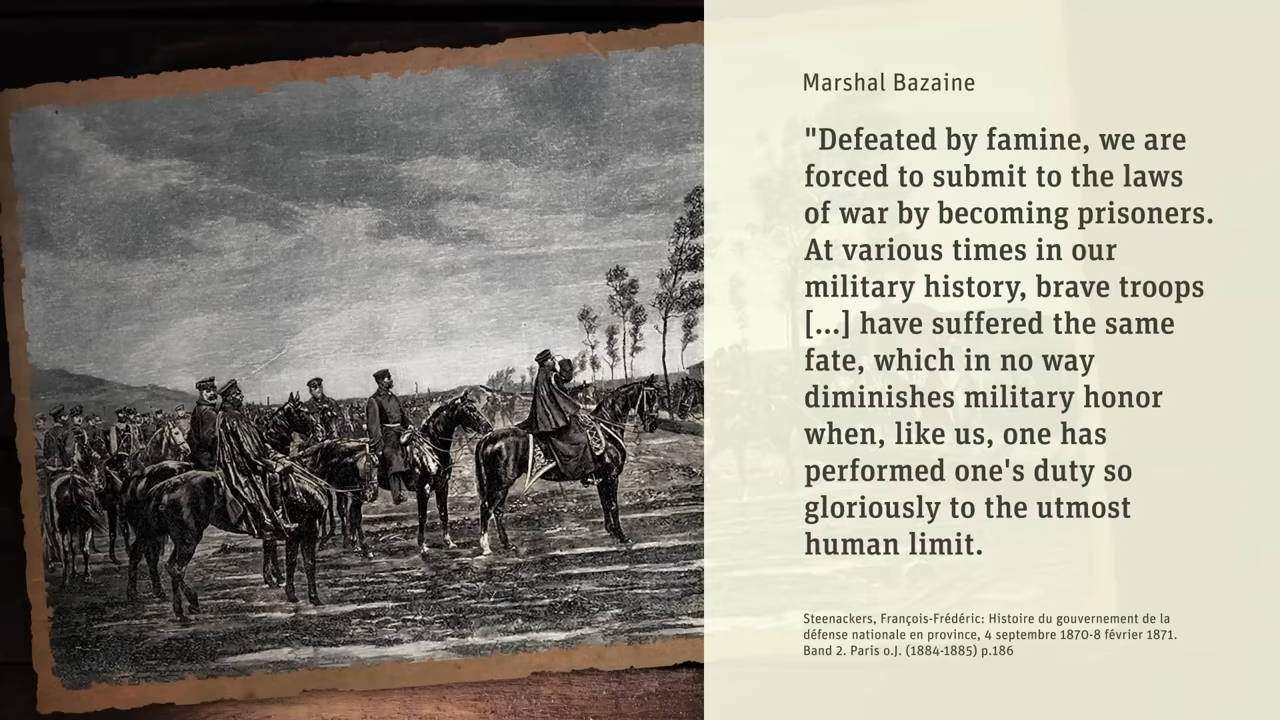 Marshal Bazaine
"Defeated by famine, we are
forced to submit to the laws
of war by becoming prisoners.
At various times in our
military history, brave troops
[...] have suffered the same
fate, which in no way
diminishes military honor
when, like us, one has
performed one's duty so
gloriously to the utmost
human limit.
Steenackers, François-Frédéric: Histoire du gouvernement de la
défense nationale en province, 4 septembre 1870-8 février 1871.
Band 2. Paris o.J. (1884-1885) p.186